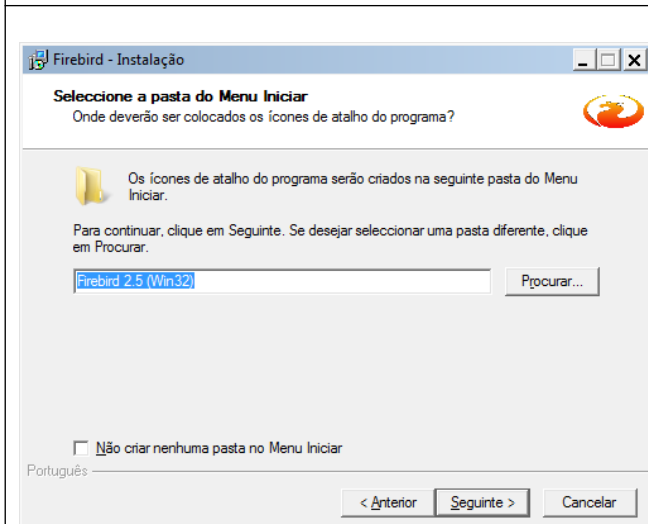 Firebird - Instalação
Seleccione a pasta do Menu Iniciar
Onde deverão ser colocados os ícones de atalho do programa?
Os ícones de atalho do programa serão criados na seguinte pasta do Menu
Iniciar.
Para continuar, clique em Seguinte. Se desejar seleccionar uma pasta diferente, clique
em Procurar.
Firebird 2.5 (Win32)
Procurar...
Não criar nenhuma pasta no Menu Iniciar
Português
< Anterior
Seguinte >
Cancelar